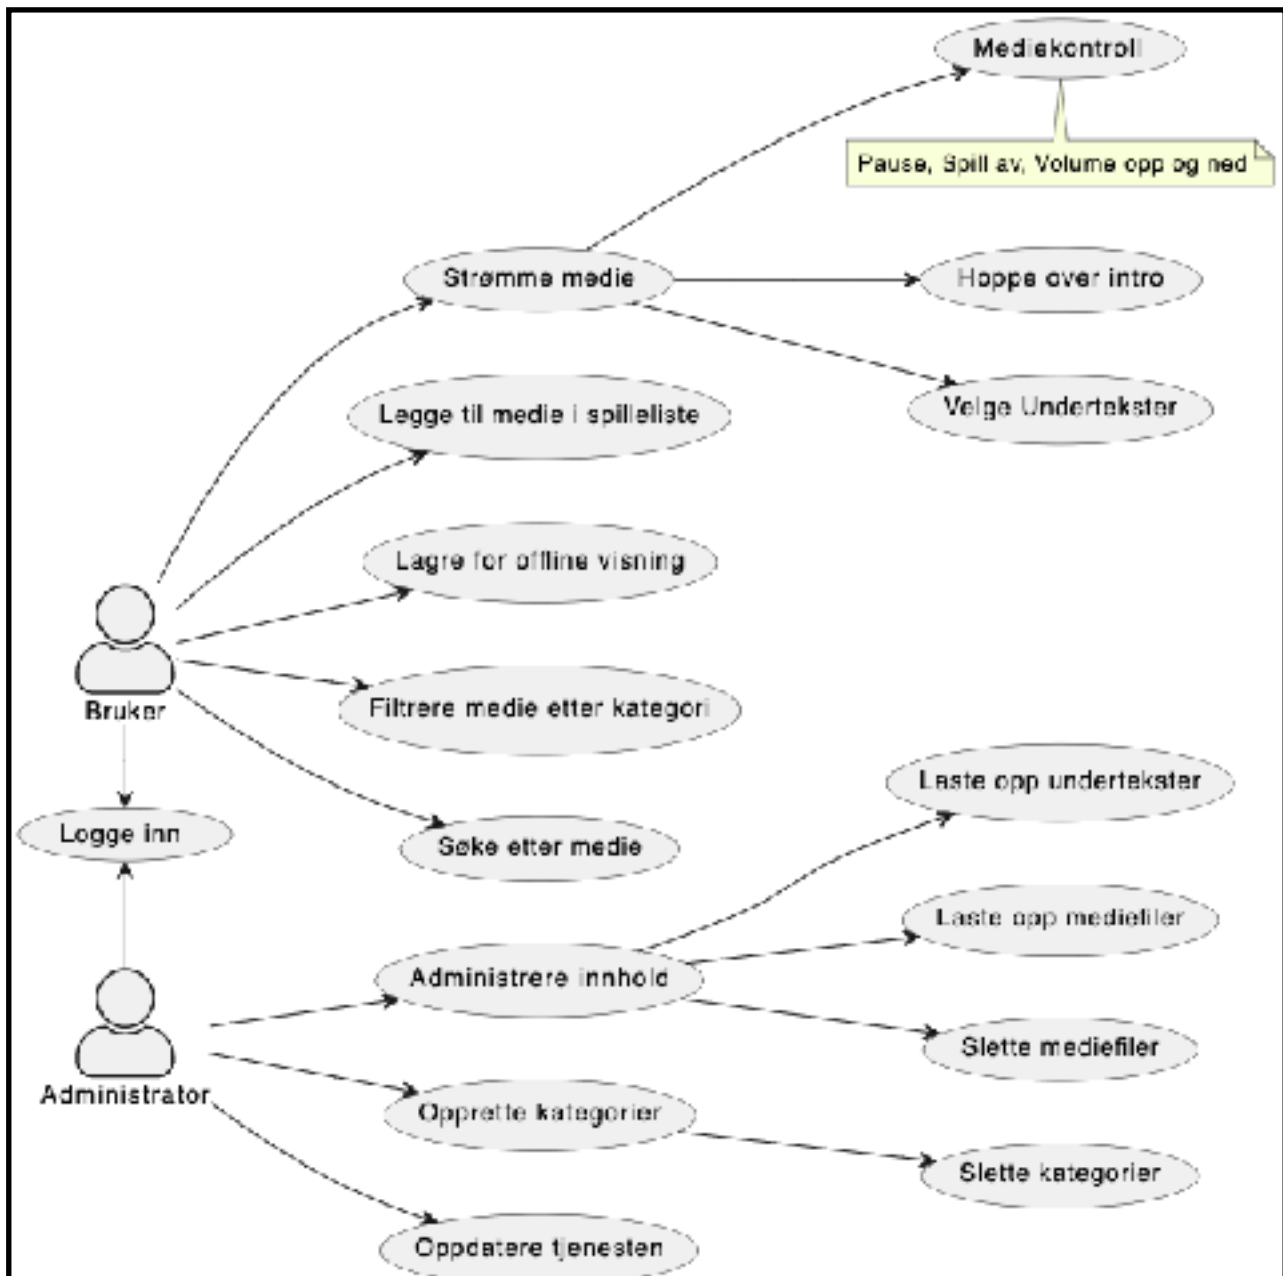 Mediekontroll
Pause, Spill av, Volume opp og ned
Strømme medie
Hoppe over intro
Velge Undertekster
Legge til medie i spilleliste
Lagre for offline visning
Bruker
Filtrere medie etter kategori
Logge inn
Søke etter medie
Laste opp undertekster
Laste opp mediefiler
Administrere innhold
Slette mediefiler
Administrator
Opprette kategorier
Slette kategorier
Oppdatere tjenesten